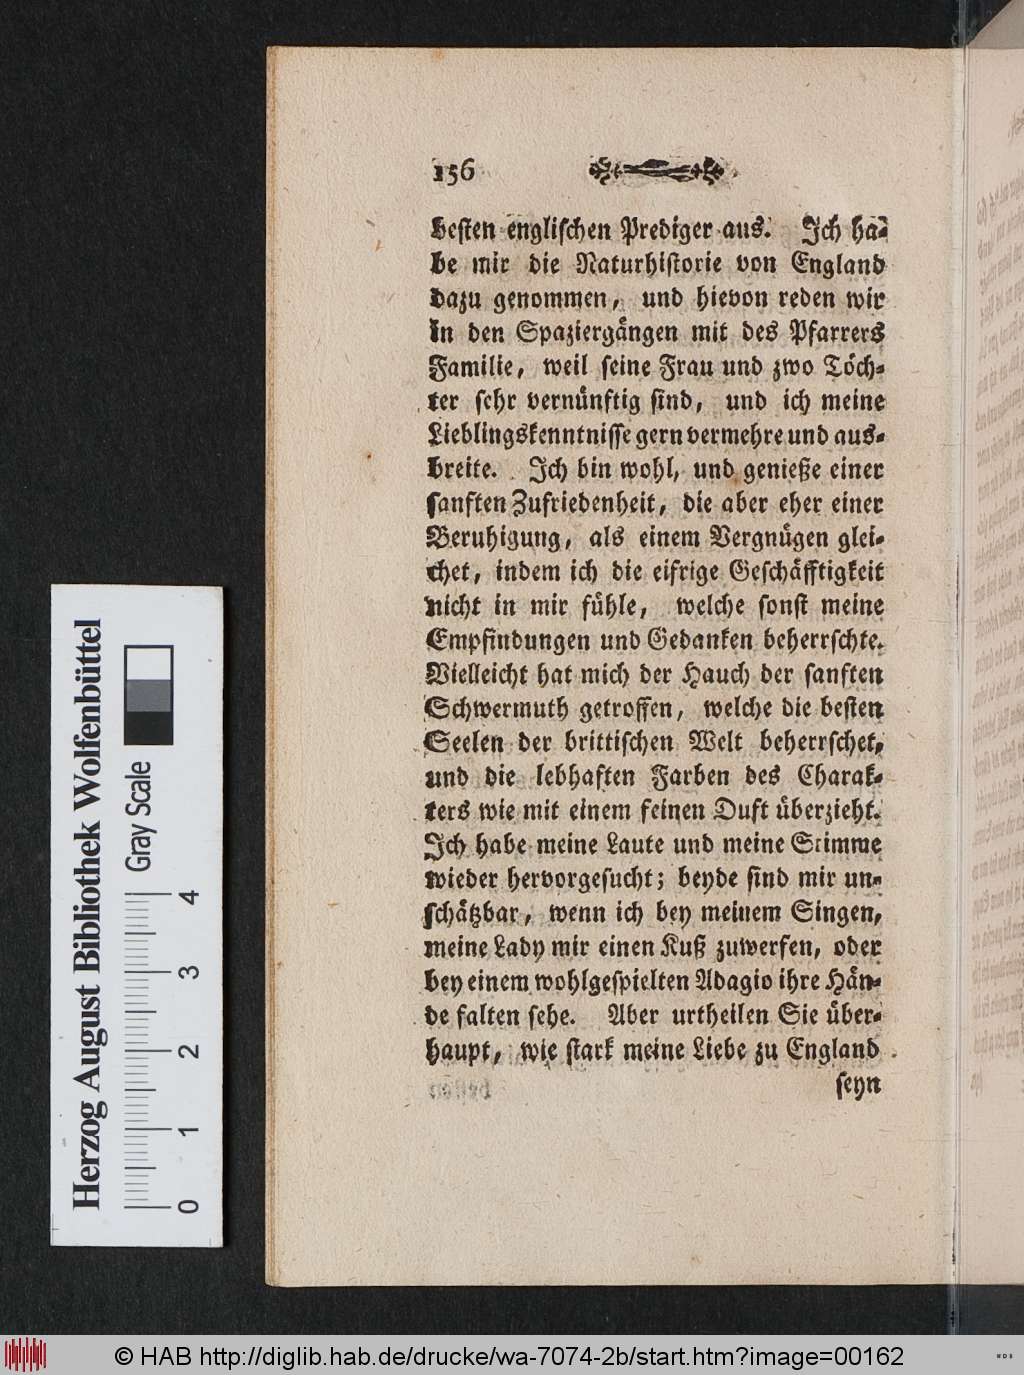 156
besten englischen Prediger aus. Ich ha-
be mir die Naturhistorie von England
dazu genommen, und hievon reden wir
in den Spaziergängen mit des Pfarrers
Familie, weil seine Frau und zwo Töch-
ter sehr vernünftig sind, und ich meine
Lieblingskenntnisse gern vermehre und aus-
breite. Ich bin wohl, und genieße einer
sanften Zufriedenheit, die aber eher einer
Beruhigung, als einem Vergnügen glei-
chet, indem ich die eifrige Geschäfftigkeit
nicht in mir fühle, welche sonst meine
Empfindungen und Gedanken beherrschte.
Vielleicht hat mich der Hauch der sanften
Schwermuth getroffen, welche die besten
Seelen der brittischen Welt beherrschet,
und die lebhaften Farben des Charak-
ters wie mit einem feinen Duft überzieht.
Ich habe meine Laute und meine Stimme
wieder hervorgesucht; beyde sind mir un-
schätzbar, wenn ich bey meinem Singen,
meine Lady mir einen Kuß zuwerfen, oder
bey einem wohlgespielten Adagio ihre Hän-
de falten sehe. Aber urtheilen Sie über-
haupt, wie stark meine Liebe zu England
seyn
Herzog August Bibliothek Wolfenbüttel
Gray Scale
0 1 2 3 4
© HAB http://diglib.hab.de/drucke/wa-7074-2b/start.htm?image=00162
WDB